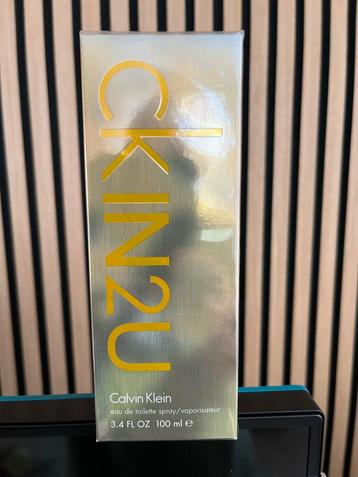 CKIN2U
Calvin Klein
eau de toilette spray/vaporisateur
3.4 FL OZ 100 ml ℮